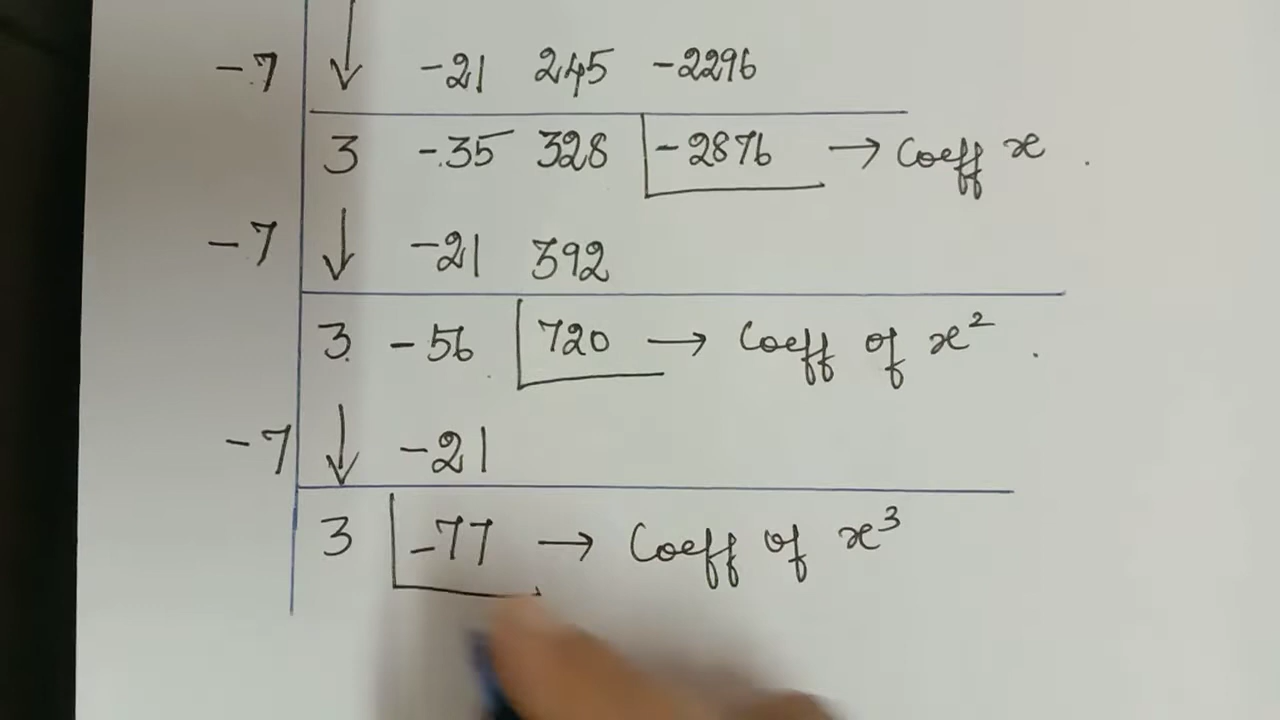 -7 ↓ -21 245 -2296
3 -35 328 -2876 → Coeff x .
-7 ↓ -21 392
3 -56 720 → Coeff of x² .
-7 ↓ -21
3 -77 → Coeff of x³